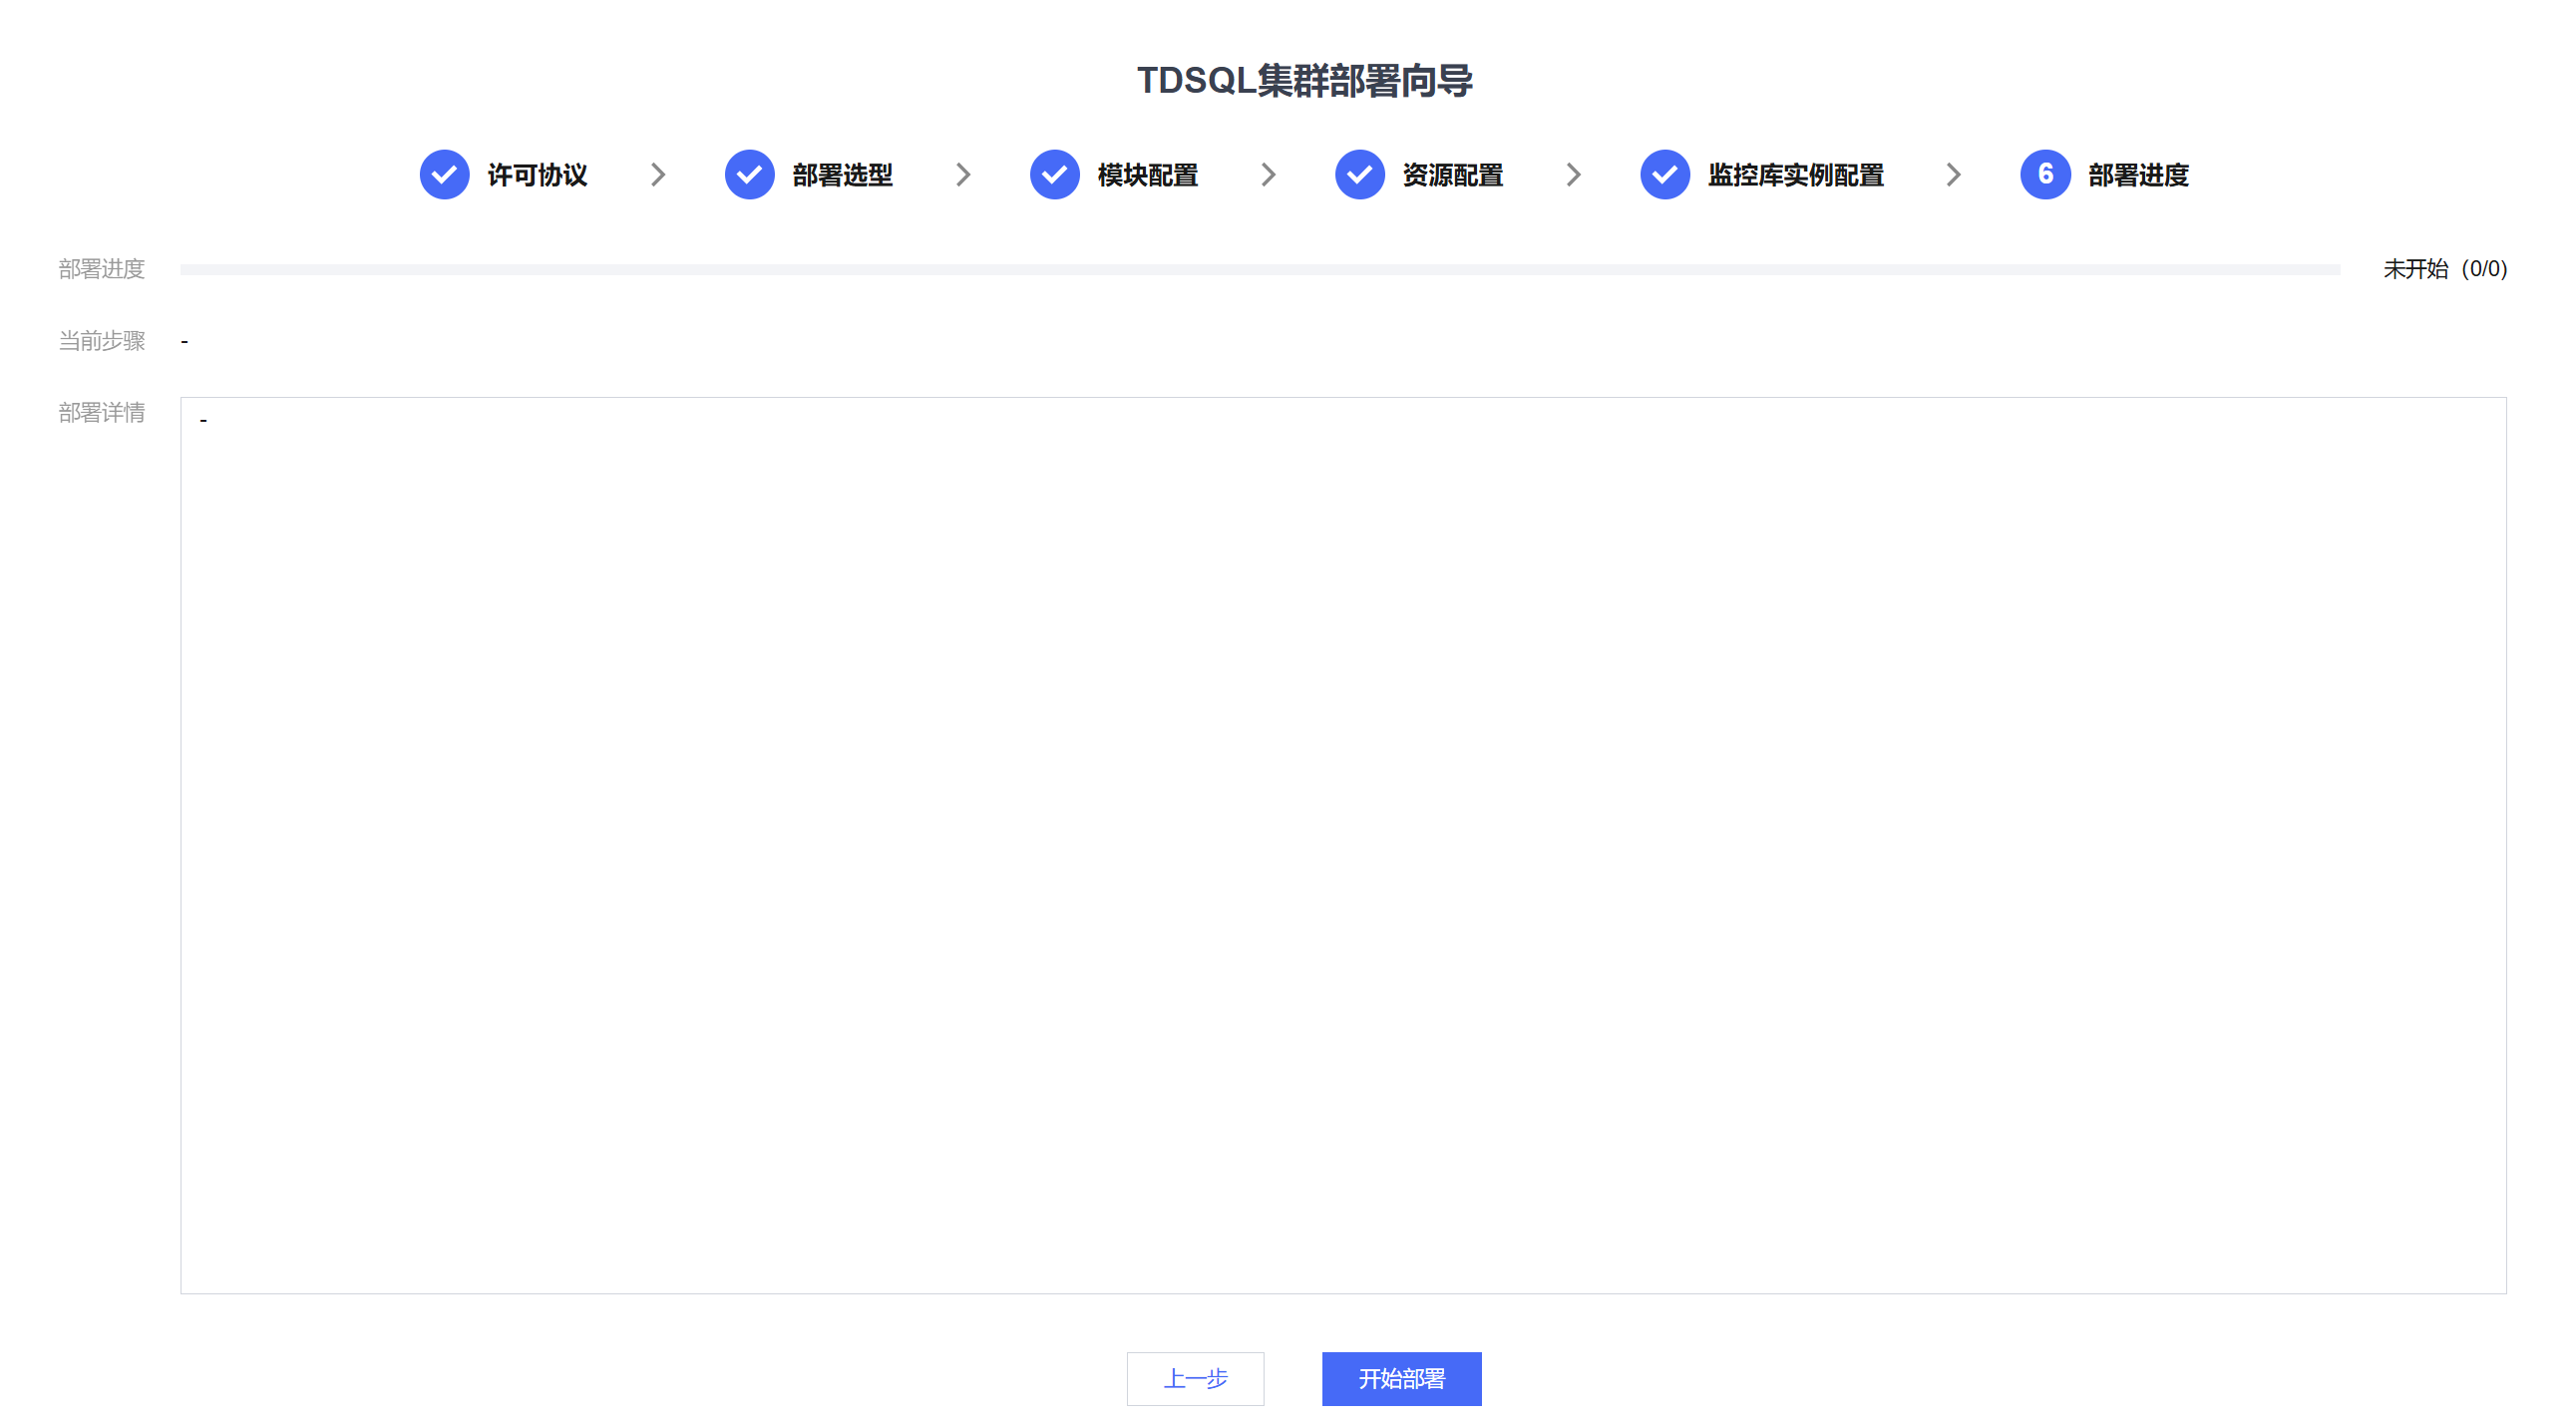 TDSQL集群部署向导
许可协议 部署选型 模块配置 资源配置 监控库实例配置 6 部署进度
部署进度 未开始（0/0）
当前步骤 -
部署详情 -
上一步 开始部署